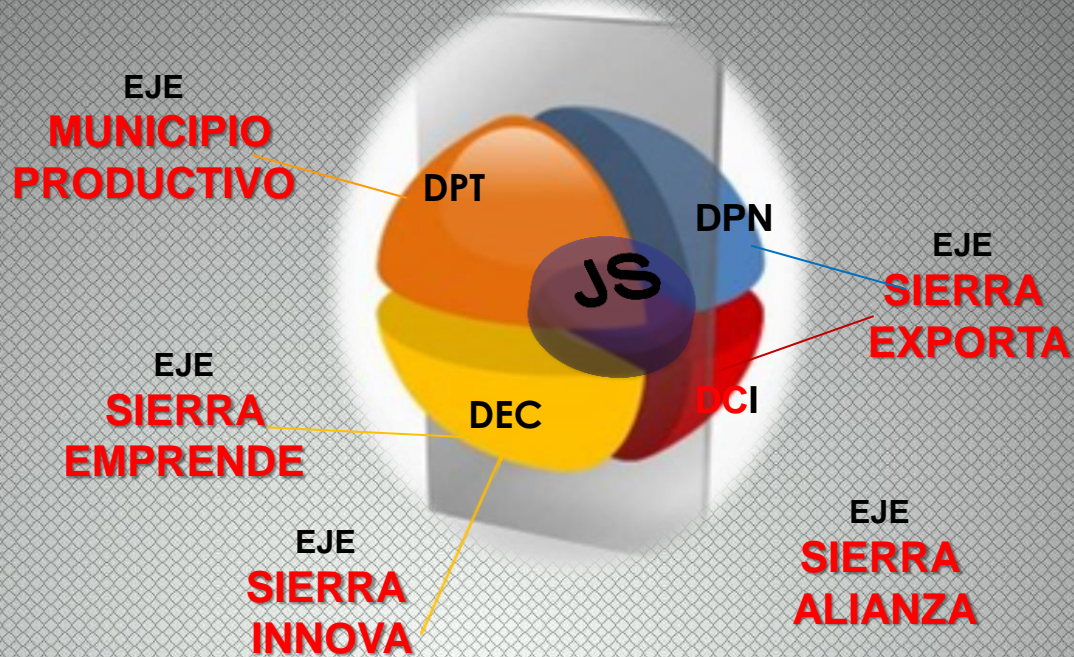 EJE
MUNICIPIO
PRODUCTIVO
DPT
DPN
JS
EJE
SIERRA
EXPORTA
EJE
SIERRA
EMPRENDE
DEC
DCI
EJE
SIERRA
INNOVA
EJE
SIERRA
ALIANZA